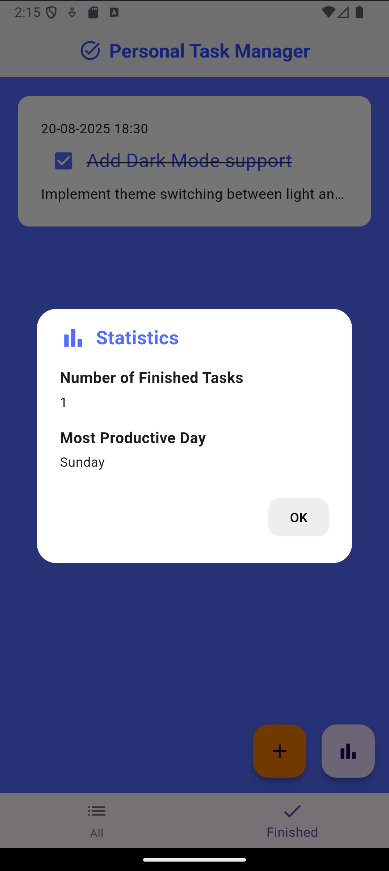 2:15
Personal Task Manager
20-08-2025 18:30
Add Dark Mode support
Implement theme switching between light an…
Statistics
Number of Finished Tasks
1
Most Productive Day
Sunday
OK
All
Finished